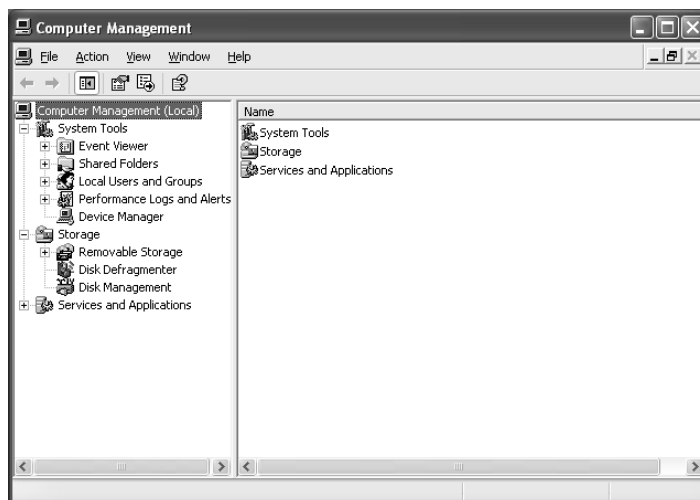 Computer Management
File Action View Window Help
Computer Management (Local)
System Tools
Event Viewer
Shared Folders
Local Users and Groups
Performance Logs and Alerts
Device Manager
Storage
Removable Storage
Disk Defragmenter
Disk Management
Services and Applications
Name
System Tools
Storage
Services and Applications